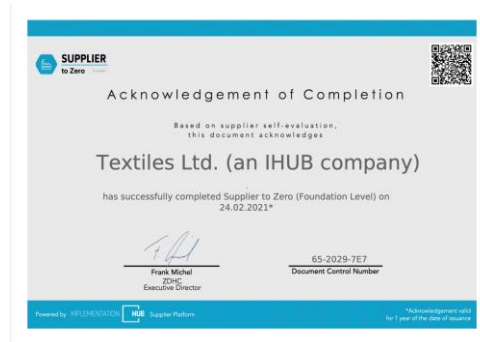 SUPPLIER
to Zero
Acknowledgement of Completion
Based on supplier self-evaluation,
this document acknowledges
Textiles Ltd. (an IHUB company)
has successfully completed Supplier to Zero (Foundation Level) on
24.02.2021*
Frank Michel
ZDHC
Executive Director
65-2029-7E7
Document Control Number
Powered by IMPLEMENTATION HUB Supplier Platform
*Acknowledgement valid
for 1 year of the date of issuance